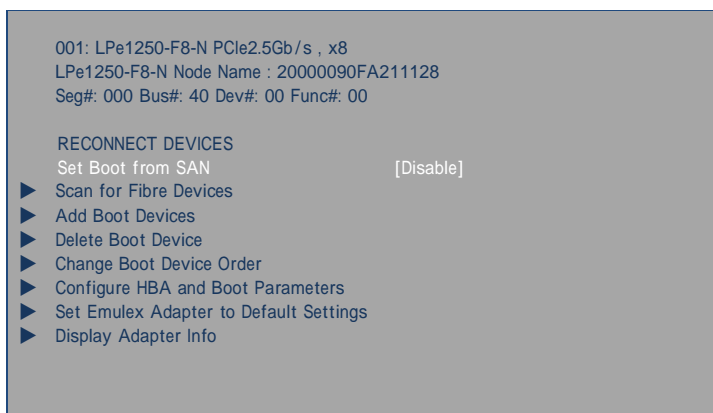 001: LPe1250-F8-N PCIe2.5Gb/s , x8
LPe1250-F8-N Node Name : 20000090FA211128
Seg#: 000 Bus#: 40 Dev#: 00 Func#: 00
RECONNECT DEVICES
Set Boot from SAN [Disable]
Scan for Fibre Devices
Add Boot Devices
Delete Boot Device
Change Boot Device Order
Configure HBA and Boot Parameters
Set Emulex Adapter to Default Settings
Display Adapter Info